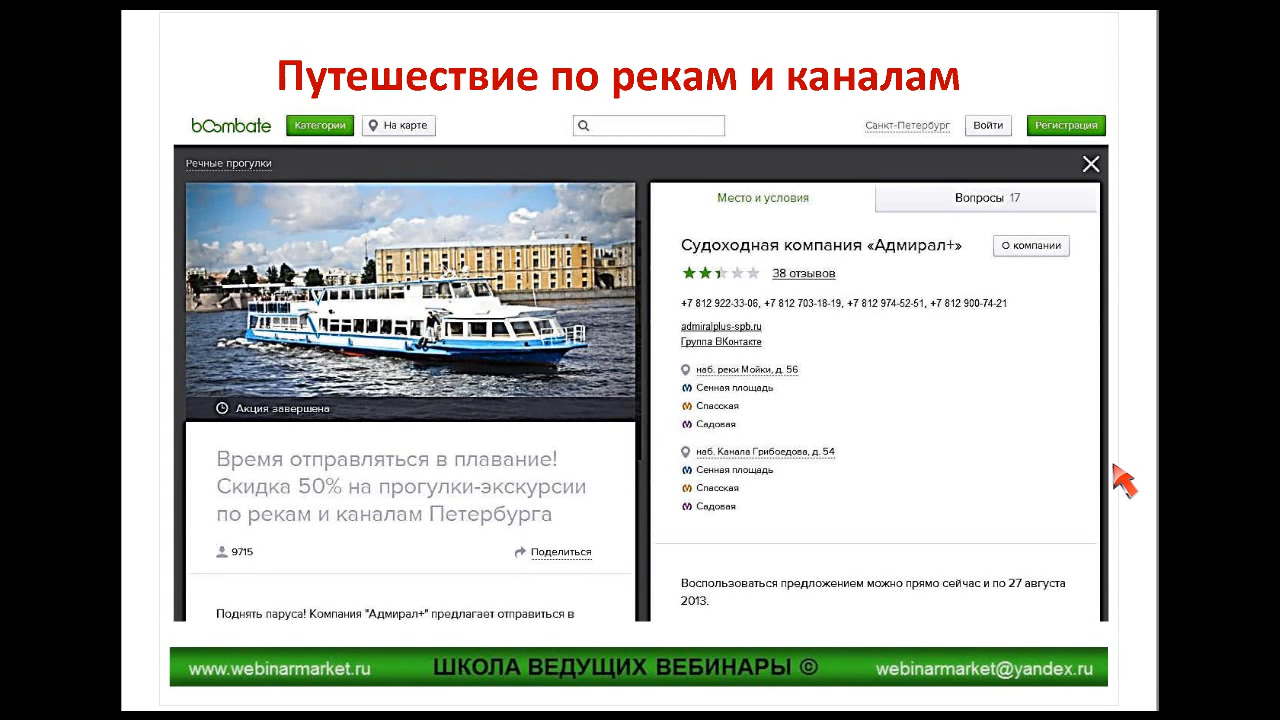 Путешествие по рекам и каналам
bOombate Категории На карте Санкт-Петербург Войти Регистрация
Речные прогулки
Акция завершена
Время отправляться в плавание!
Скидка 50% на прогулки-экскурсии
по рекам и каналам Петербурга
9715 Поделиться
Поднять паруса! Компания "Адмирал+" предлагает отправиться в
Место и условия Вопросы 17
Судоходная компания «Адмирал+» О компании
38 отзывов
+7 812 922-33-06, +7 812 703-18-19, +7 812 974-52-51, +7 812 900-74-21
admiralplus-spb.ru
Группа ВКонтакте
наб. реки Мойки, д. 56
Сенная площадь
Спасская
Садовая
наб. Канала Грибоедова, д. 54
Сенная площадь
Спасская
Садовая
Воспользоваться предложением можно прямо сейчас и по 27 августа
2013.
www.webinarmarket.ru ШКОЛА ВЕДУЩИХ ВЕБИНАРЫ © webinarmarket@yandex.ru